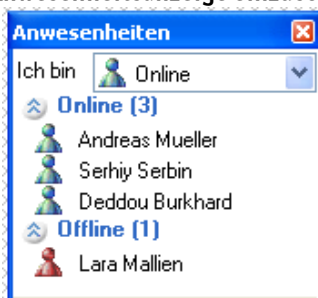 Anwesenheiten
Ich bin Online
Online (3)
Andreas Mueller
Serhiy Serbin
Deddou Burkhard
Offline (1)
Lara Mallien